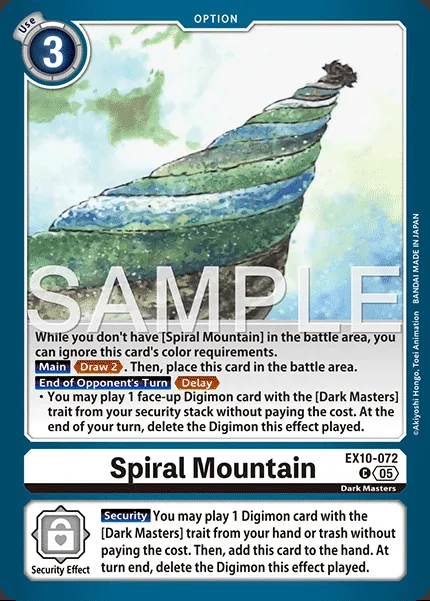 Use
3
OPTION
SAMPLE
While you don't have [Spiral Mountain] in the battle area, you
can ignore this card's color requirements.
Main Draw 2. Then, place this card in the battle area.
End of Opponent's Turn Delay
・You may play 1 face-up Digimon card with the [Dark Masters]
trait from your security stack without paying the cost. At the
end of your turn, delete the Digimon this effect played.
©Akiyoshi Hongo, Toei Animation BANDAI MADE IN JAPAN
Spiral Mountain
EX10-072
C 05
Dark Masters
Security You may play 1 Digimon card with the
[Dark Masters] trait from your hand or trash without
paying the cost. Then, add this card to the hand. At
turn end, delete the Digimon this effect played.
Security Effect